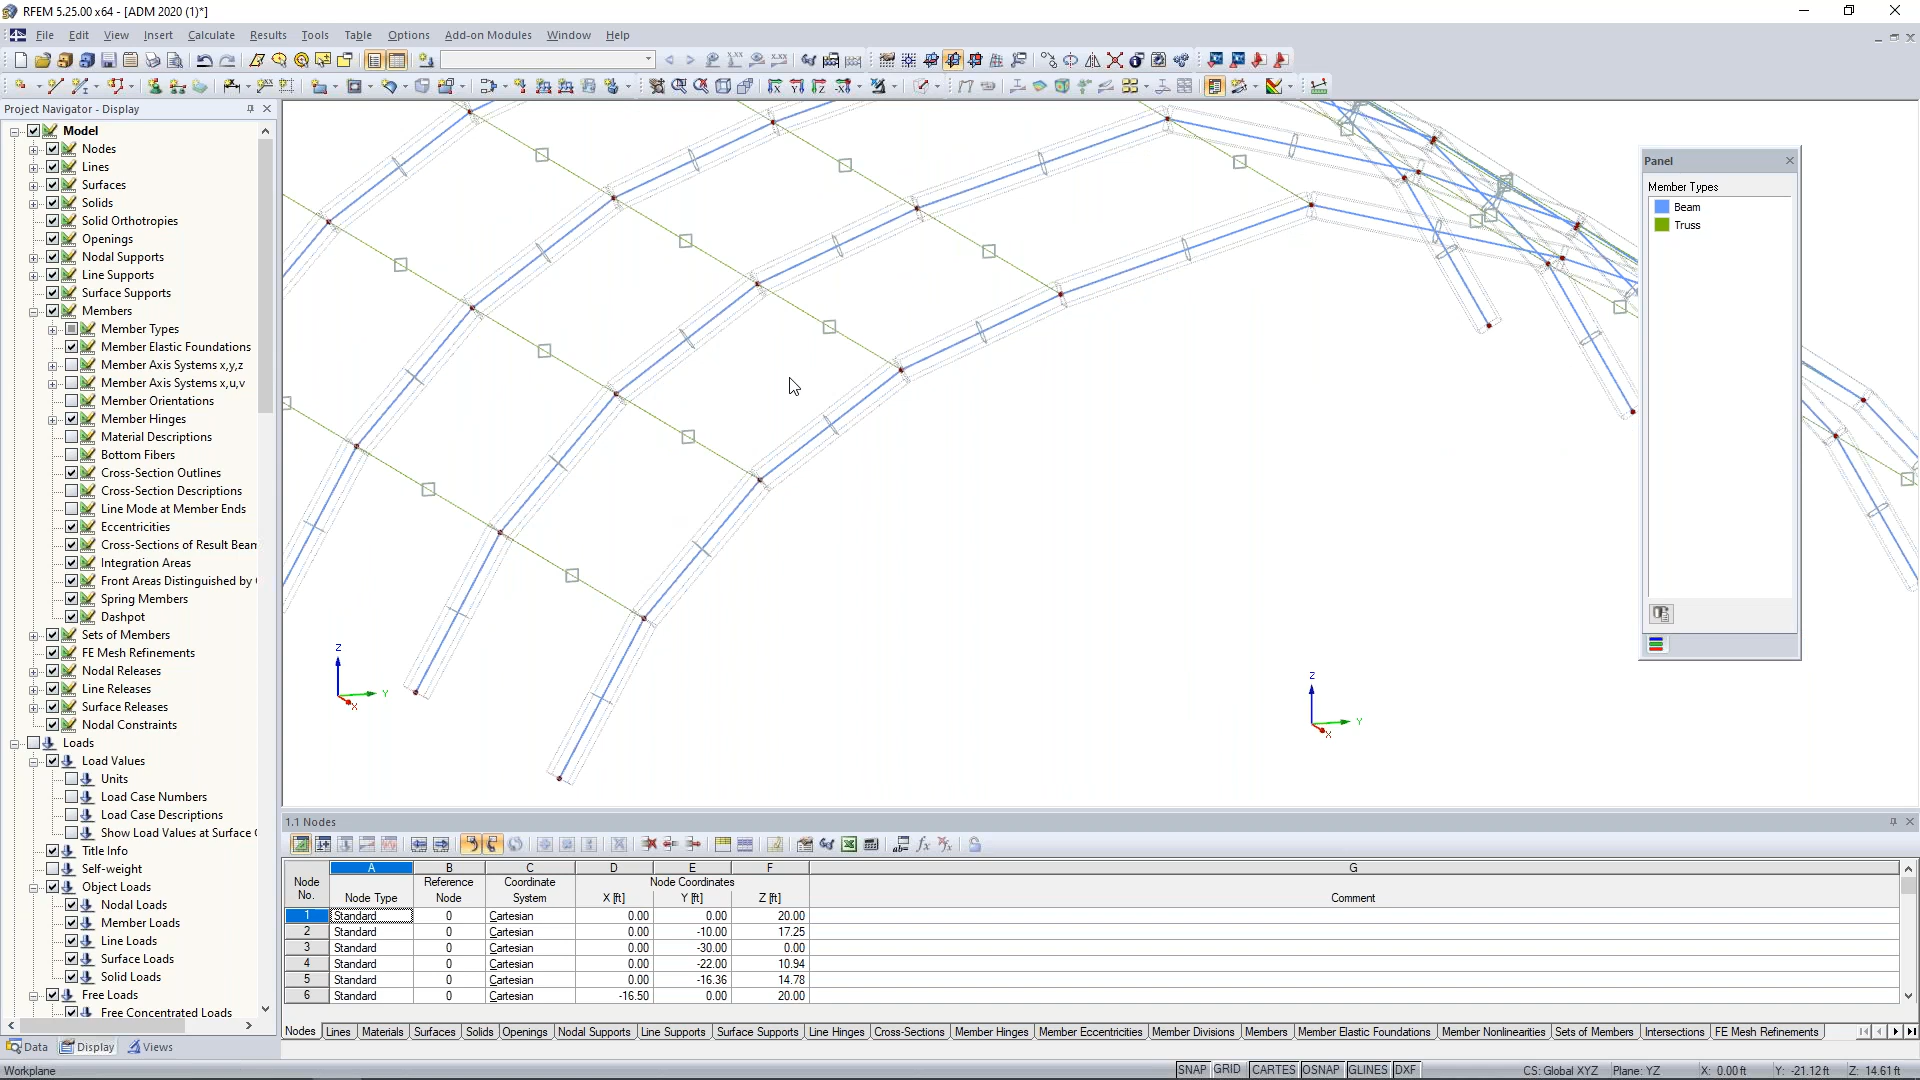 RFEM 5.25.00 x64 - [ADM 2020 (1)*]
File Edit View Insert Calculate Results Tools Table Options Add-on Modules Window Help
Project Navigator - Display
Model
Nodes
Lines
Surfaces
Solids
Solid Orthotropies
Openings
Nodal Supports
Line Supports
Surface Supports
Members
Member Types
Member Elastic Foundations
Member Axis Systems x,y,z
Member Axis Systems x,u,v
Member Orientations
Member Hinges
Material Descriptions
Bottom Fibers
Cross-Section Outlines
Cross-Section Descriptions
Line Mode at Member Ends
Eccentricities
Cross-Sections of Result Bean
Integration Areas
Front Areas Distinguished by
Spring Members
Dashpot
Sets of Members
FE Mesh Refinements
Nodal Releases
Line Releases
Surface Releases
Nodal Constraints
Loads
Load Values
Units
Load Case Numbers
Load Case Descriptions
Show Load Values at Surface
Title Info
Self-weight
Object Loads
Nodal Loads
Member Loads
Line Loads
Surface Loads
Solid Loads
Free Loads
Free Concentrated Loads
Data Display Views
Z
Y
X
Z
Y
X
Panel
Member Types
Beam
Truss
1.1 Nodes
A B C D E F G
Node No. Node Type Reference Node Coordinate System Node Coordinates X [ft] Y [ft] Z [ft] Comment
1 Standard 0 Cartesian 0.00 0.00 20.00
2 Standard 0 Cartesian 0.00 -10.00 17.25
3 Standard 0 Cartesian 0.00 -30.00 0.00
4 Standard 0 Cartesian 0.00 -22.00 10.94
5 Standard 0 Cartesian 0.00 -16.36 14.78
6 Standard 0 Cartesian -16.50 0.00 20.00
Nodes Lines Materials Surfaces Solids Openings Nodal Supports Line Supports Surface Supports Line Hinges Cross-Sections Member Hinges Member Eccentricities Member Divisions Members Member Elastic Foundations Member Nonlinearities Sets of Members Intersections FE Mesh Refinements
Workplane SNAP GRID CARTES OSNAP GLINES DXF CS: Global XYZ Plane: YZ X: 0.00 ft Y: -21.12 ft Z: 14.61 ft